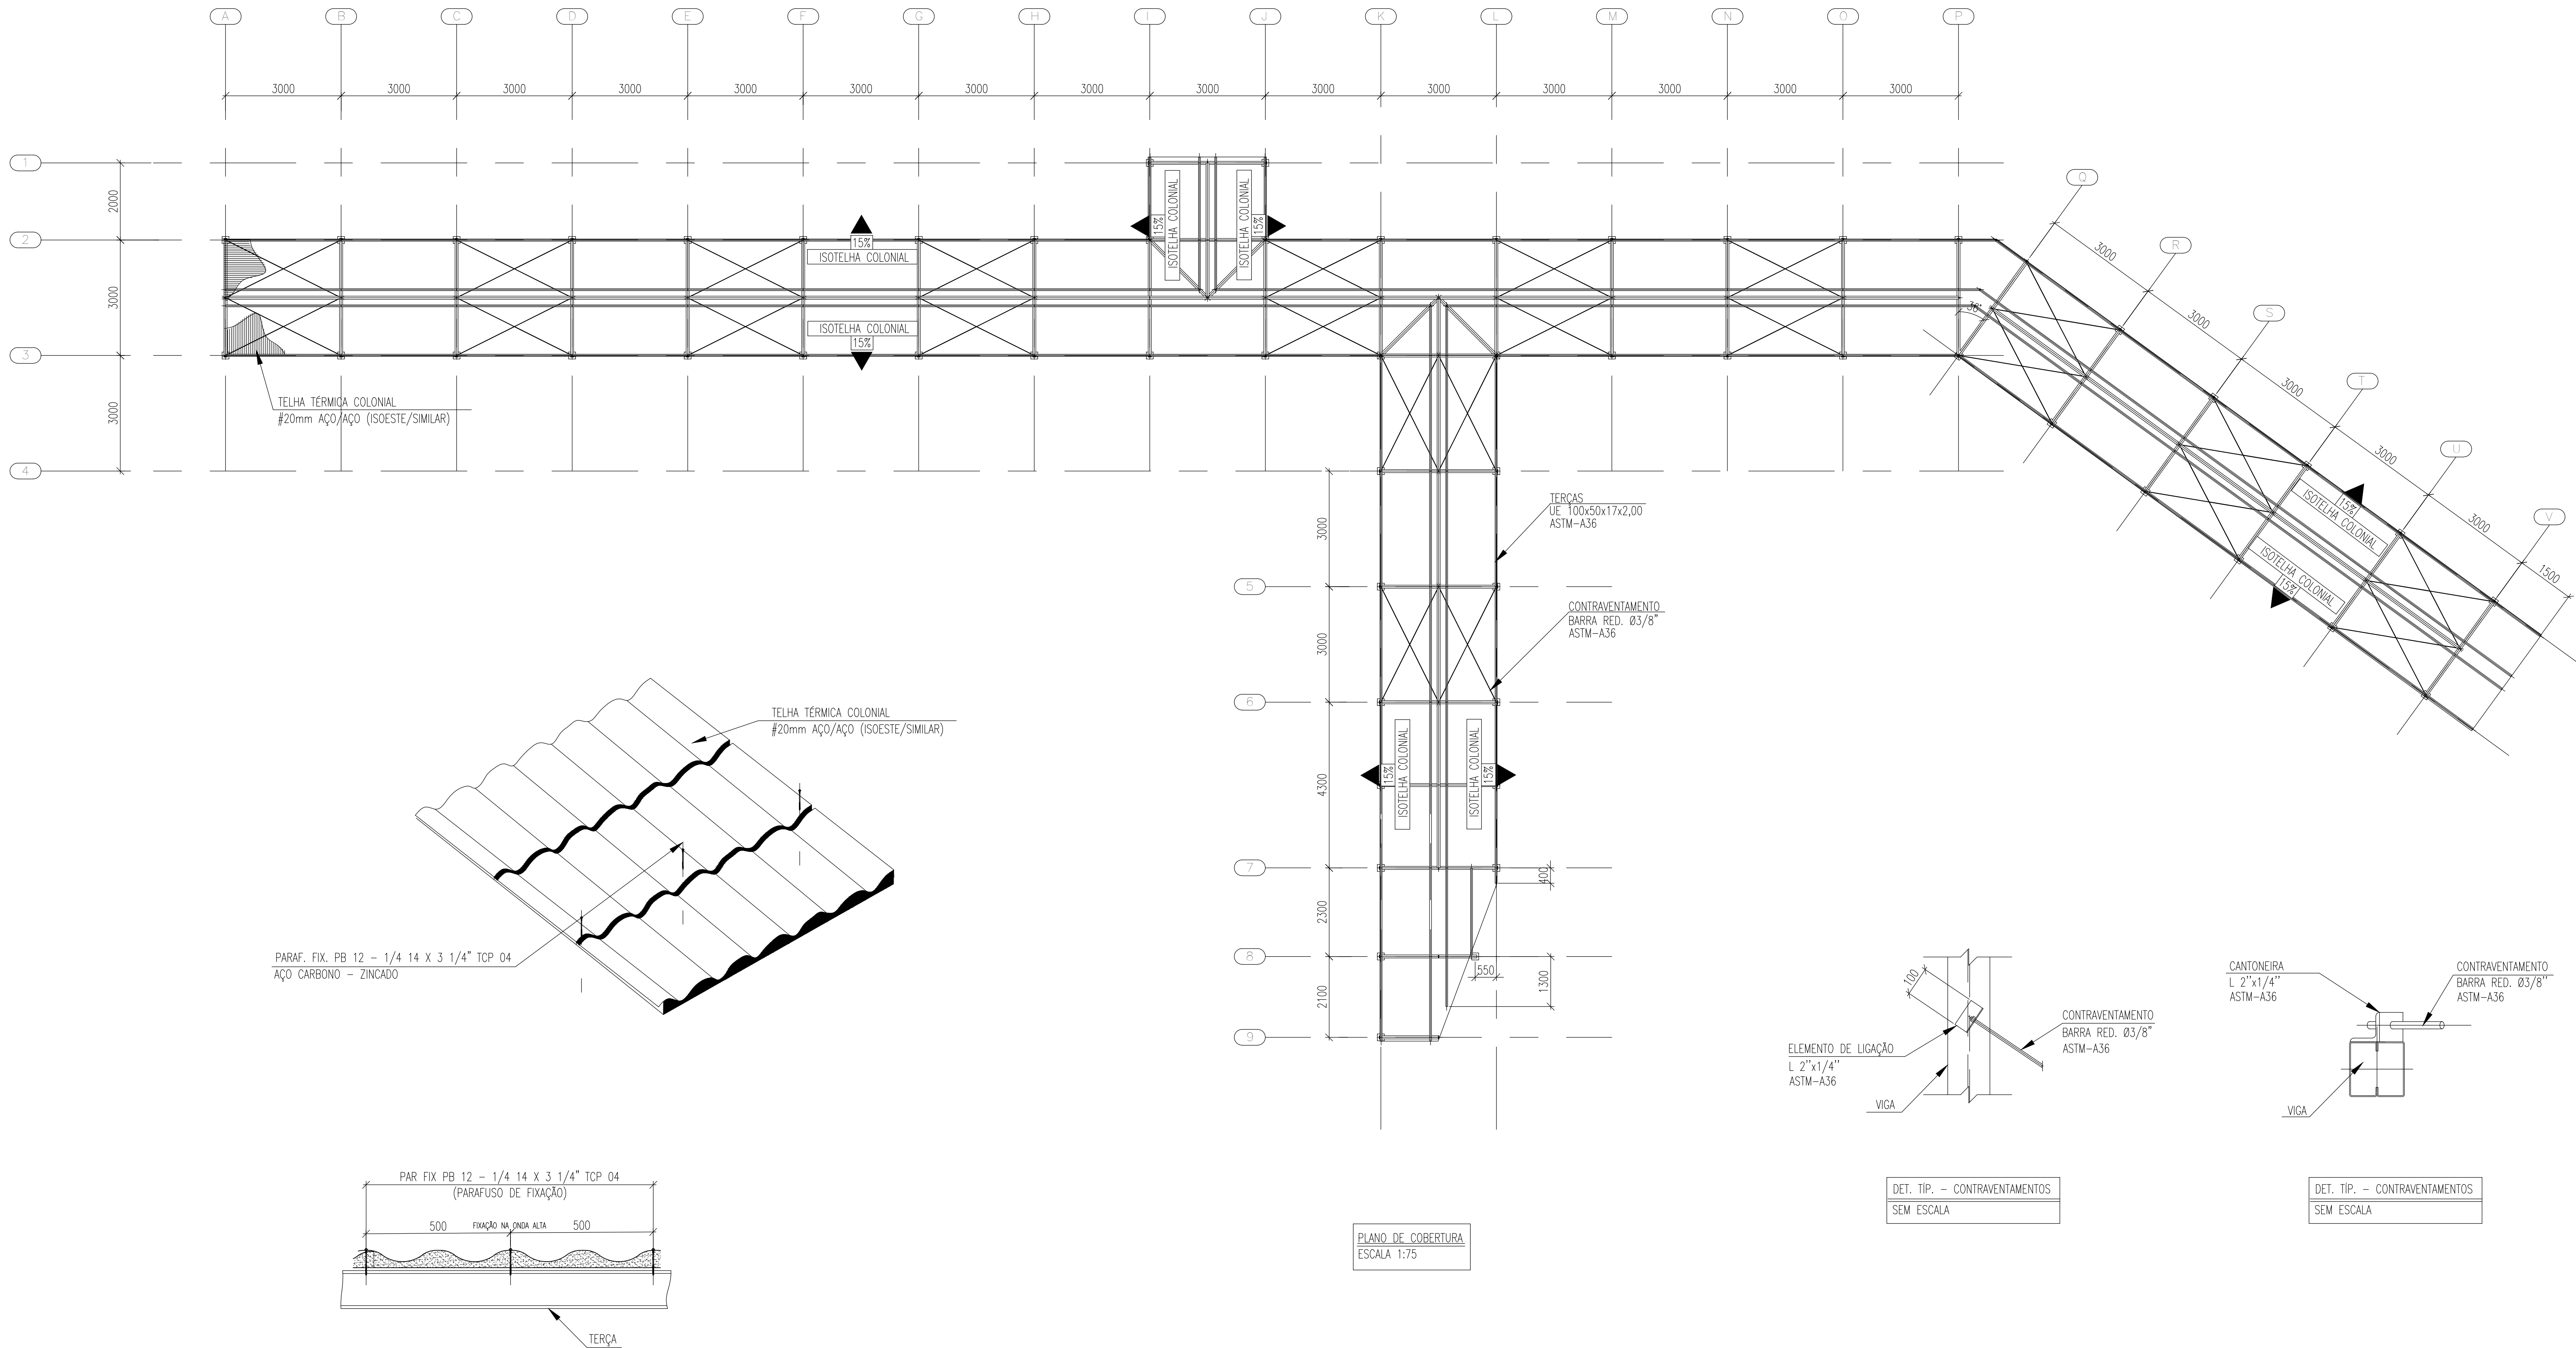 A B C D E F G H I J K L M N O P
3000 3000 3000 3000 3000 3000 3000 3000 3000 3000 3000 3000 3000 3000 3000
1
2000
2
3000
3
3000
4
15%
ISOTELHA COLONIAL
ISOTELHA COLONIAL
15%
15%
ISOTELHA COLONIAL
ISOTELHA COLONIAL
15%
TELHA TÉRMICA COLONIAL
#20mm AÇO/AÇO (ISOESTE/SIMILAR)
36°
Q
3000
R
3000
S
3000
T
3000
U
3000
V
1500
15%
ISOTELHA COLONIAL
ISOTELHA COLONIAL
15%
TERÇAS
UE 100x50x17x2,00
ASTM-A36
3000
5
CONTRAVENTAMENTO
BARRA RED. Ø3/8"
ASTM-A36
3000
6
4300
15%
ISOTELHA COLONIAL
ISOTELHA COLONIAL
15%
7
400
2300
8
550
1300
2100
9
TELHA TÉRMICA COLONIAL
#20mm AÇO/AÇO (ISOESTE/SIMILAR)
PARAF. FIX. PB 12 - 1/4 14 X 3 1/4" TCP 04
AÇO CARBONO - ZINCADO
PAR FIX PB 12 - 1/4 14 X 3 1/4" TCP 04
(PARAFUSO DE FIXAÇÃO)
500 FIXAÇÃO NA ONDA ALTA 500
TERÇA
PLANO DE COBERTURA
ESCALA 1:75
100
ELEMENTO DE LIGAÇÃO
L 2"x1/4"
ASTM-A36
VIGA
CONTRAVENTAMENTO
BARRA RED. Ø3/8"
ASTM-A36
DET. TÍP. - CONTRAVENTAMENTOS
SEM ESCALA
CANTONEIRA
L 2"x1/4"
ASTM-A36
CONTRAVENTAMENTO
BARRA RED. Ø3/8"
ASTM-A36
VIGA
DET. TÍP. - CONTRAVENTAMENTOS
SEM ESCALA